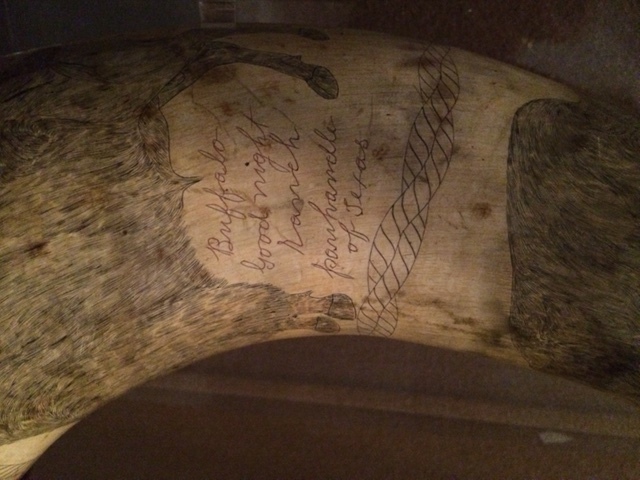 Buffalo
Goodnight
Ranch
panhandle
of Texas